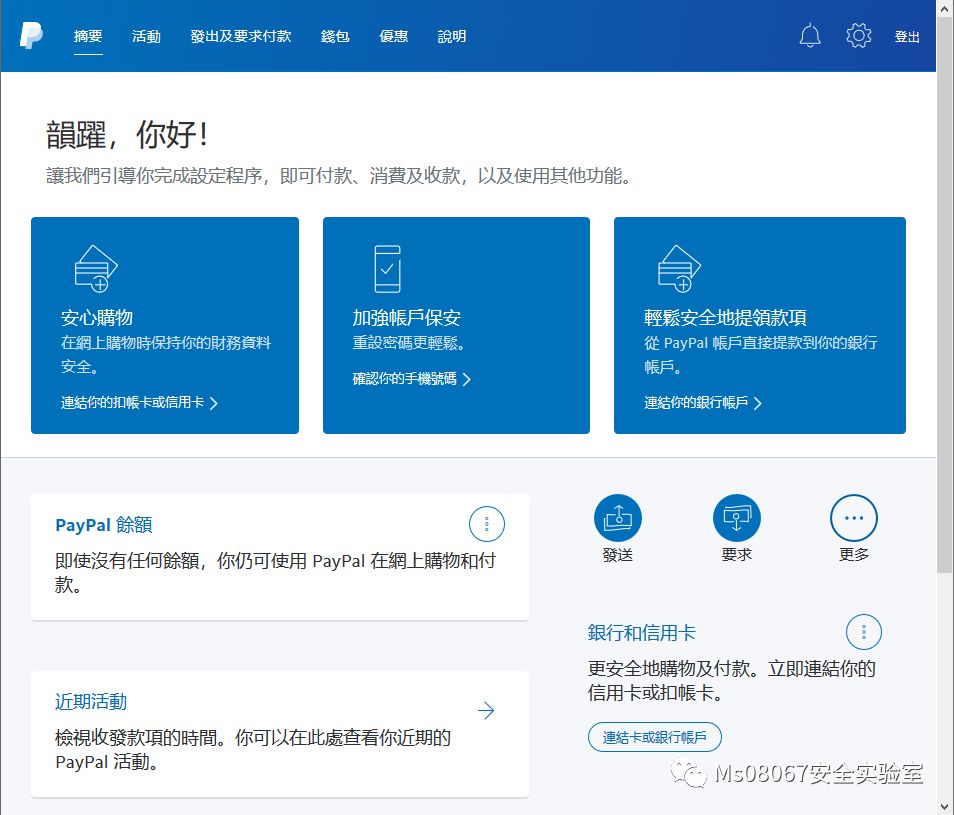 摘要 活動 發出及要求付款 錢包 優惠 說明 登出
韻躍，你好！
讓我們引導你完成設定程序，即可付款、消費及收款，以及使用其他功能。
安心購物
在網上購物時保持你的財務資料
安全。
連結你的扣帳卡或信用卡
加強帳戶保安
重設密碼更輕鬆。
確認你的手機號碼
輕鬆安全地提領款項
從 PayPal 帳戶直接提款到你的銀行
帳戶。
連結你的銀行帳戶
PayPal 餘額
即使沒有任何餘額，你仍可使用 PayPal 在網上購物和付
款。
近期活動
檢視收發款項的時間。你可以在此處查看你近期的
PayPal 活動。
發送 要求 更多
銀行和信用卡
更安全地購物及付款。立即連結你的
信用卡或扣帳卡。
連結卡或銀行帳戶
Ms08067安全实验室